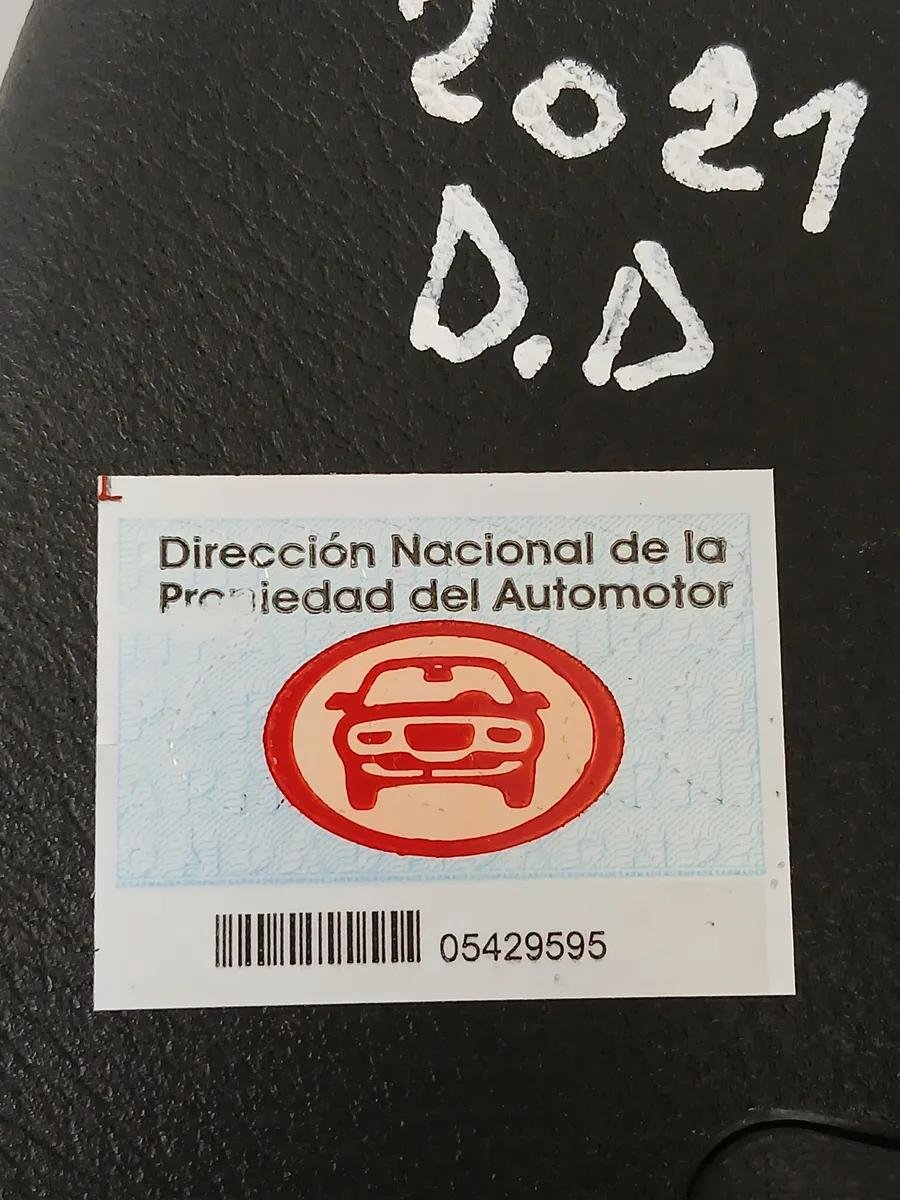 2021
D.D
L
Dirección Nacional de la
Propiedad del Automotor
05429595